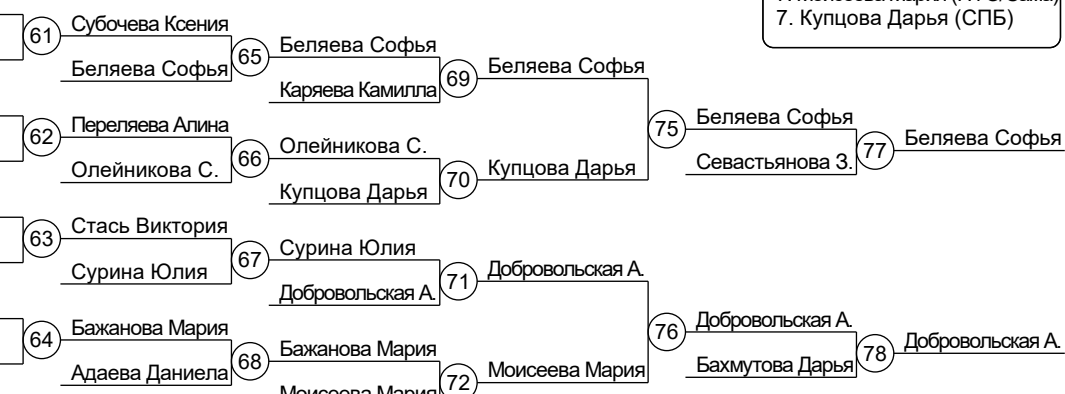 7. Купцова Дарья (СПБ)
61
Субочева Ксения
Беляева Софья
65
Беляева Софья
Каряева Камилла
69
Беляева Софья
62
Переляева Алина
Олейникова С.
66
Олейникова С.
Купцова Дарья
70
Купцова Дарья
75
Беляева Софья
Севастьянова З.
77
Беляева Софья
63
Стась Виктория
Сурина Юлия
67
Сурина Юлия
Добровольская А.
71
Добровольская А.
64
Бажанова Мария
Адаева Даниела
68
Бажанова Мария
Моисеева Мария
72
Моисеева Мария
76
Добровольская А.
Бахмутова Дарья
78
Добровольская А.